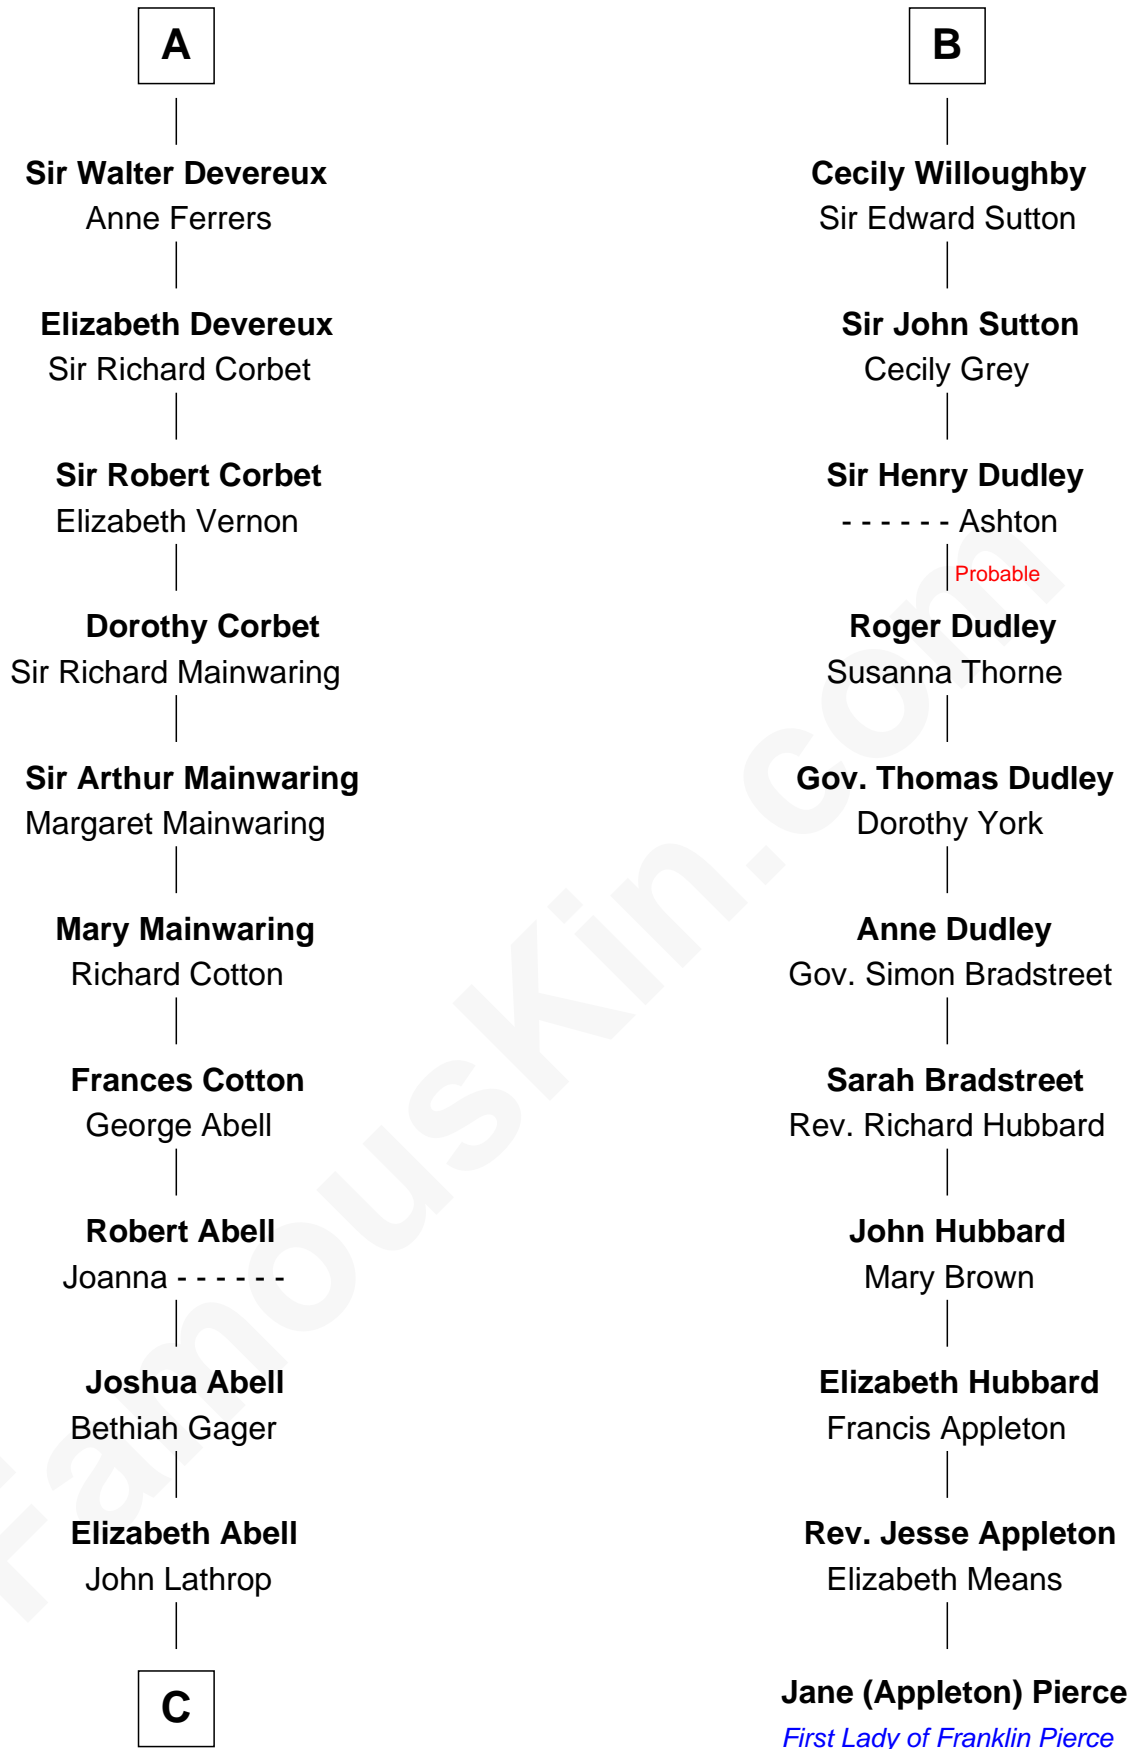 A
Sir Walter Devereux
Anne Ferrers
Elizabeth Devereux
Sir Richard Corbet
Sir Robert Corbet
Elizabeth Vernon
Dorothy Corbet
Sir Richard Mainwaring
Sir Arthur Mainwaring
Margaret Mainwaring
Mary Mainwaring
Richard Cotton
Frances Cotton
George Abell
Robert Abell
Joanna - - - - - -
Joshua Abell
Bethiah Gager
Elizabeth Abell
John Lathrop
C
B
Cecily Willoughby
Sir Edward Sutton
Sir John Sutton
Cecily Grey
Sir Henry Dudley
- - - - - - Ashton
Probable
Roger Dudley
Susanna Thorne
Gov. Thomas Dudley
Dorothy York
Anne Dudley
Gov. Simon Bradstreet
Sarah Bradstreet
Rev. Richard Hubbard
John Hubbard
Mary Brown
Elizabeth Hubbard
Francis Appleton
Rev. Jesse Appleton
Elizabeth Means
Jane (Appleton) Pierce
First Lady of Franklin Pierce
FamousKin.com